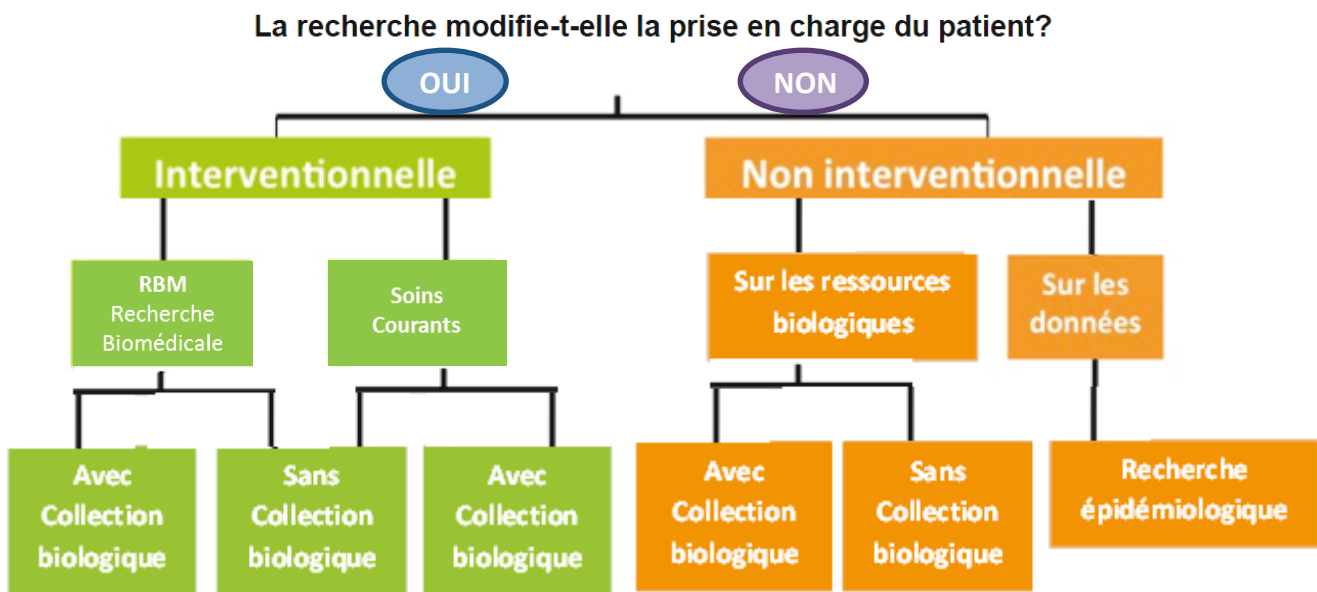 La recherche modifie-t-elle la prise en charge du patient?
OUI
NON
Interventionnelle
Non interventionnelle
RBM
Recherche
Biomédicale
Soins
Courants
Sur les ressources
biologiques
Sur les
données
Avec
Collection
biologique
Sans
Collection
biologique
Avec
Collection
biologique
Avec
Collection
biologique
Sans
Collection
biologique
Recherche
épidémiologique